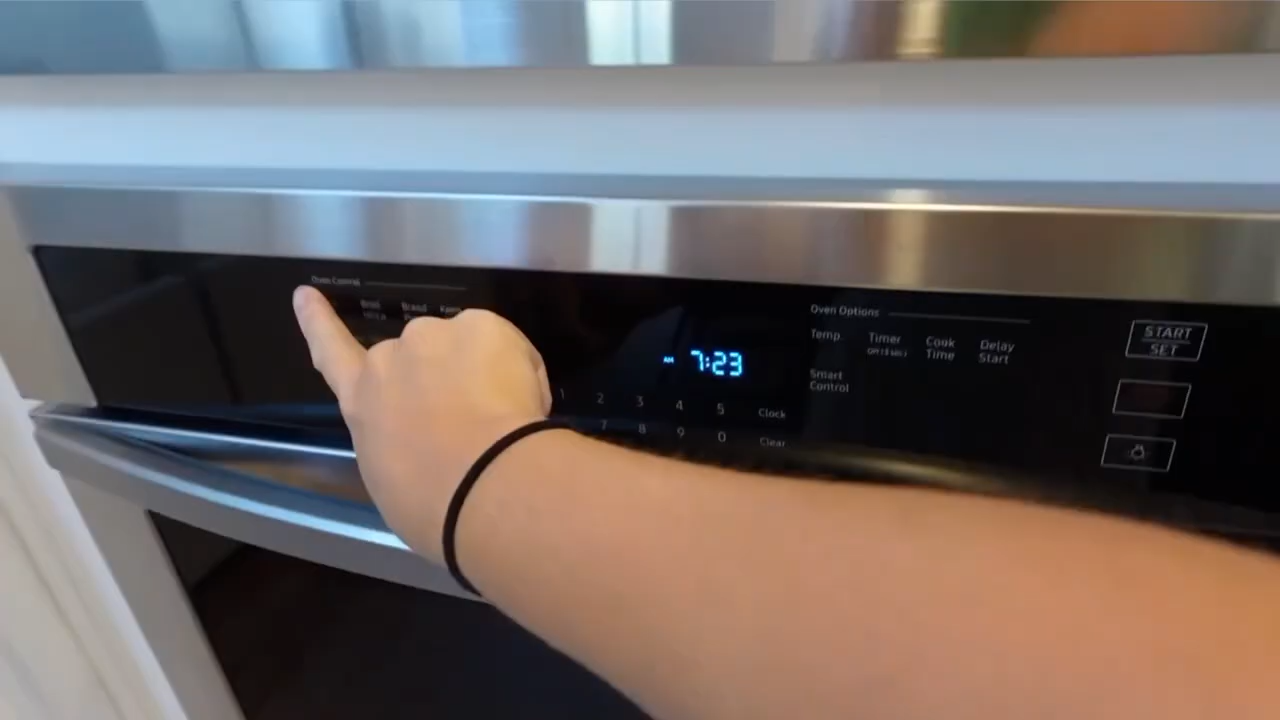 Oven Control
Broil
Bread
AM 7:23
1 2 3 4 5 Clock
7 8 9 0 Clear
Oven Options
Temp. Timer Cook Time Delay Start
Smart Control
START
SET